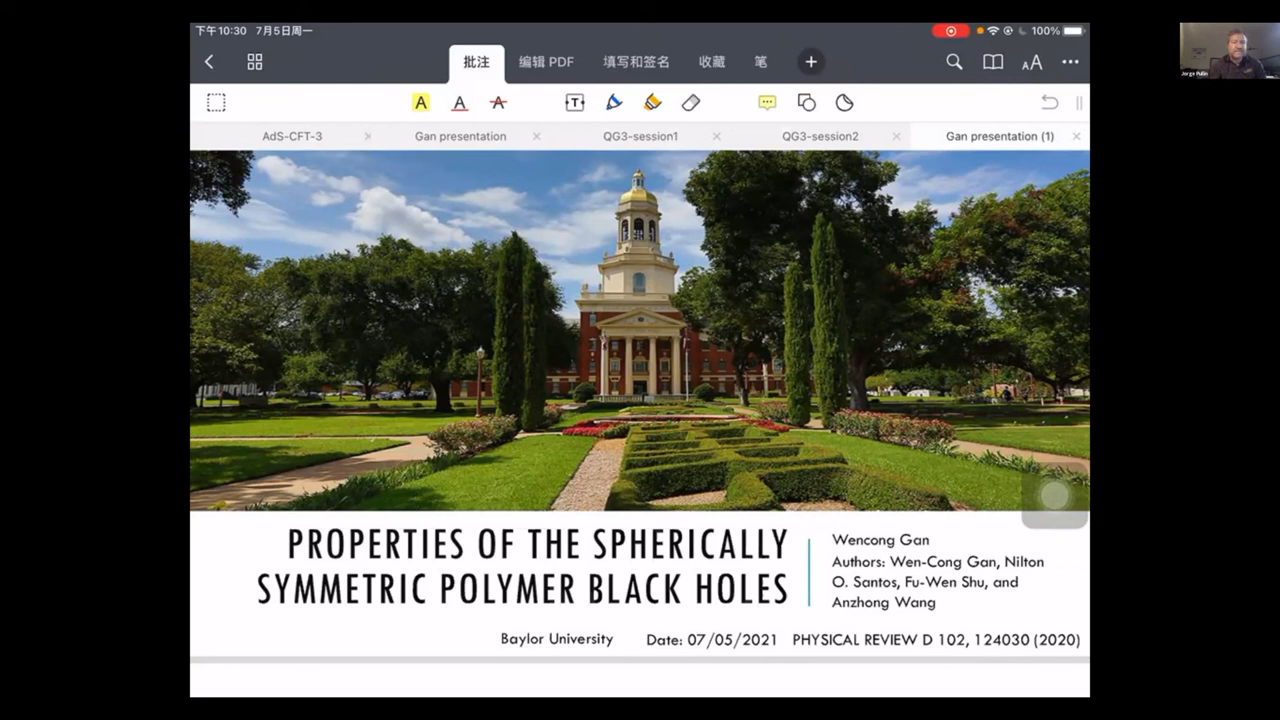 下午10:30 7月5日周一
100%
批注
编辑 PDF
填写和签名
收藏
笔
AdS-CFT-3
Gan presentation
QG3-session1
QG3-session2
Gan presentation (1)
Jorge Pullin
PROPERTIES OF THE SPHERICALLY
SYMMETRIC POLYMER BLACK HOLES
Wencong Gan
Authors: Wen-Cong Gan, Nilton
O. Santos, Fu-Wen Shu, and
Anzhong Wang
Baylor University
Date: 07/05/2021
PHYSICAL REVIEW D 102, 124030 (2020)